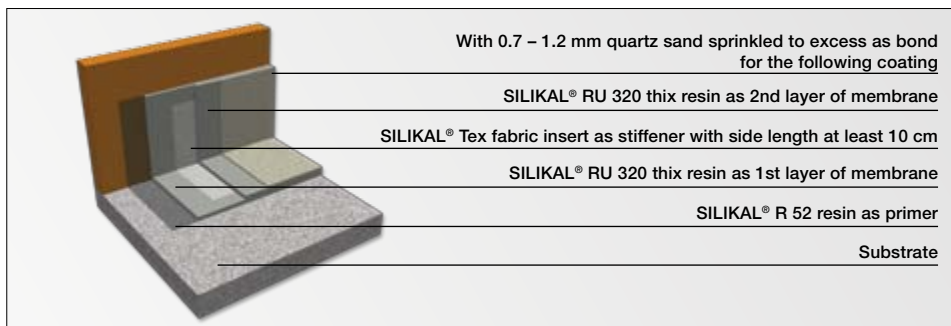 With 0.7 – 1.2 mm quartz sand sprinkled to excess as bond
for the following coating
SILIKAL® RU 320 thix resin as 2nd layer of membrane
SILIKAL® Tex fabric insert as stiffener with side length at least 10 cm
SILIKAL® RU 320 thix resin as 1st layer of membrane
SILIKAL® R 52 resin as primer
Substrate